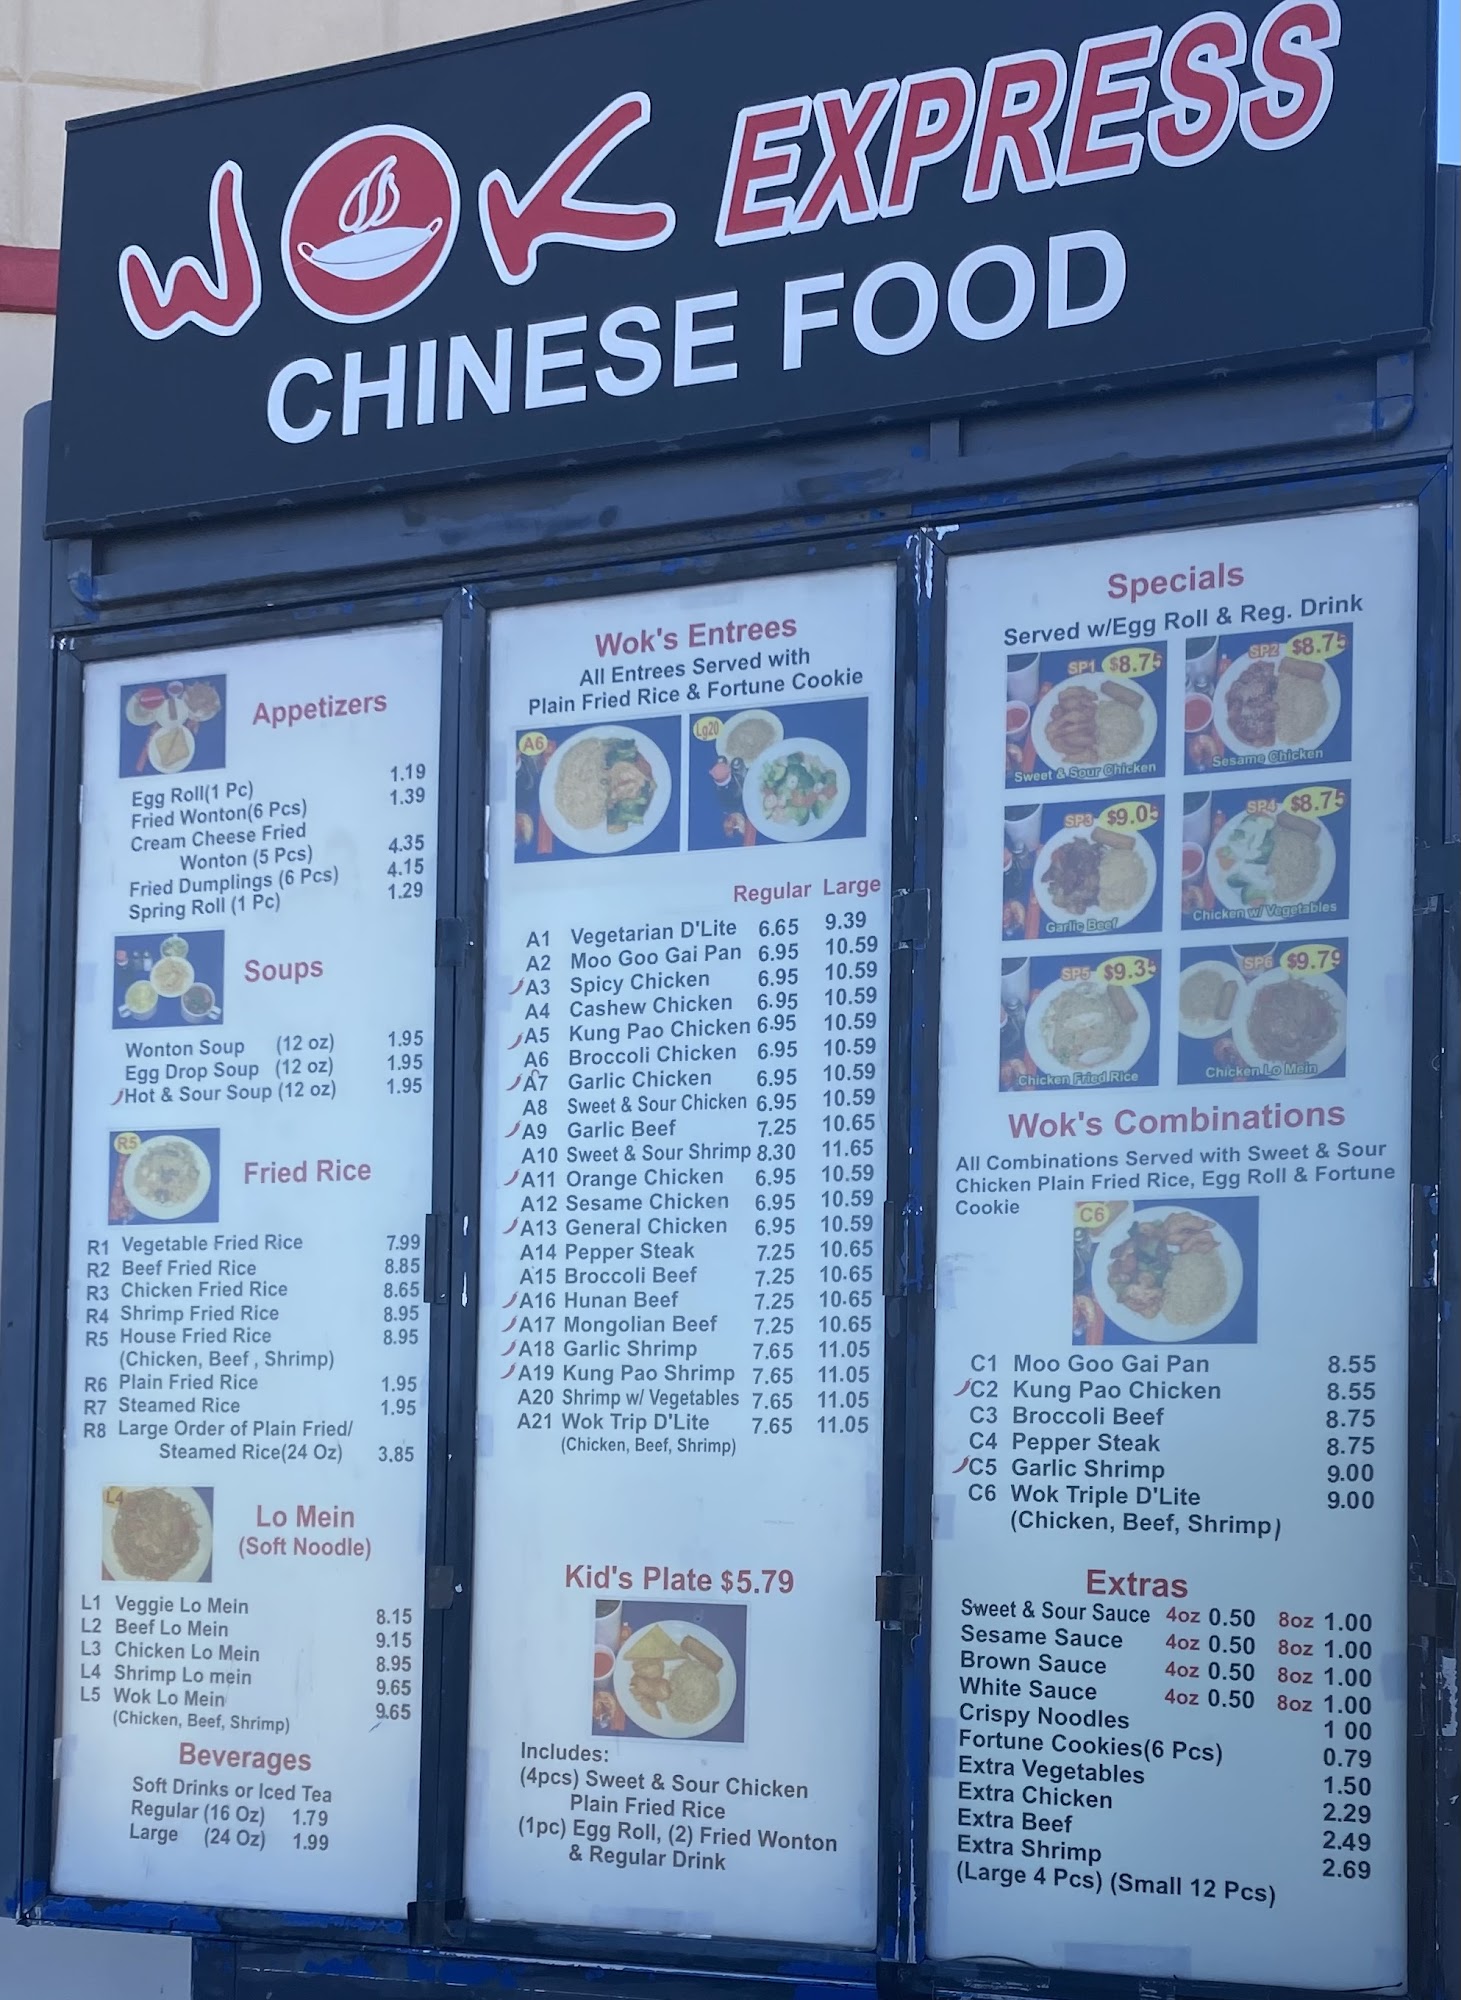 WOK EXPRESS
CHINESE FOOD
Appetizers
Egg Roll(1 Pc) 1.19
Fried Wonton(6 Pcs) 1.39
Cream Cheese Fried
Wonton (5 Pcs) 4.35
Fried Dumplings (6 Pcs) 4.15
Spring Roll (1 Pc) 1.29
Soups
Wonton Soup (12 oz) 1.95
Egg Drop Soup (12 oz) 1.95
Hot & Sour Soup (12 oz) 1.95
R5
Fried Rice
R1 Vegetable Fried Rice 7.99
R2 Beef Fried Rice 8.85
R3 Chicken Fried Rice 8.65
R4 Shrimp Fried Rice 8.95
R5 House Fried Rice 8.95
(Chicken, Beef , Shrimp)
R6 Plain Fried Rice 1.95
R7 Steamed Rice 1.95
R8 Large Order of Plain Fried/
Steamed Rice(24 Oz) 3.85
L4
Lo Mein
(Soft Noodle)
L1 Veggie Lo Mein 8.15
L2 Beef Lo Mein 9.15
L3 Chicken Lo Mein 8.95
L4 Shrimp Lo mein 9.65
L5 Wok Lo Mein 9.65
(Chicken, Beef, Shrimp)
Beverages
Soft Drinks or Iced Tea
Regular (16 Oz) 1.79
Large (24 Oz) 1.99
Wok's Entrees
All Entrees Served with
Plain Fried Rice & Fortune Cookie
A6 Lg20
Regular Large
A1 Vegetarian D'Lite 6.65 9.39
A2 Moo Goo Gai Pan 6.95 10.59
A3 Spicy Chicken 6.95 10.59
A4 Cashew Chicken 6.95 10.59
A5 Kung Pao Chicken 6.95 10.59
A6 Broccoli Chicken 6.95 10.59
A7 Garlic Chicken 6.95 10.59
A8 Sweet & Sour Chicken 6.95 10.59
A9 Garlic Beef 7.25 10.65
A10 Sweet & Sour Shrimp 8.30 11.65
A11 Orange Chicken 6.95 10.59
A12 Sesame Chicken 6.95 10.59
A13 General Chicken 6.95 10.59
A14 Pepper Steak 7.25 10.65
A15 Broccoli Beef 7.25 10.65
A16 Hunan Beef 7.25 10.65
A17 Mongolian Beef 7.25 10.65
A18 Garlic Shrimp 7.65 11.05
A19 Kung Pao Shrimp 7.65 11.05
A20 Shrimp w/ Vegetables 7.65 11.05
A21 Wok Trip D'Lite 7.65 11.05
(Chicken, Beef, Shrimp)
Kid's Plate $5.79
Includes:
(4pcs) Sweet & Sour Chicken
Plain Fried Rice
(1pc) Egg Roll, (2) Fried Wonton
& Regular Drink
Specials
Served w/Egg Roll & Reg. Drink
SP1 $8.75
Sweet & Sour Chicken
SP2 $8.75
Sesame Chicken
SP3 $9.05
Garlic Beef
SP4 $8.75
Chicken w/ Vegetables
SP5 $9.35
Chicken Fried Rice
SP6 $9.79
Chicken Lo Mein
Wok's Combinations
All Combinations Served with Sweet & Sour
Chicken Plain Fried Rice, Egg Roll & Fortune
Cookie
C6
C1 Moo Goo Gai Pan 8.55
C2 Kung Pao Chicken 8.55
C3 Broccoli Beef 8.75
C4 Pepper Steak 8.75
C5 Garlic Shrimp 9.00
C6 Wok Triple D'Lite 9.00
(Chicken, Beef, Shrimp)
Extras
Sweet & Sour Sauce 4oz 0.50 8oz 1.00
Sesame Sauce 4oz 0.50 8oz 1.00
Brown Sauce 4oz 0.50 8oz 1.00
White Sauce 4oz 0.50 8oz 1.00
Crispy Noodles 1 00
Fortune Cookies(6 Pcs) 0.79
Extra Vegetables 1.50
Extra Chicken 2.29
Extra Beef 2.49
Extra Shrimp 2.69
(Large 4 Pcs) (Small 12 Pcs)